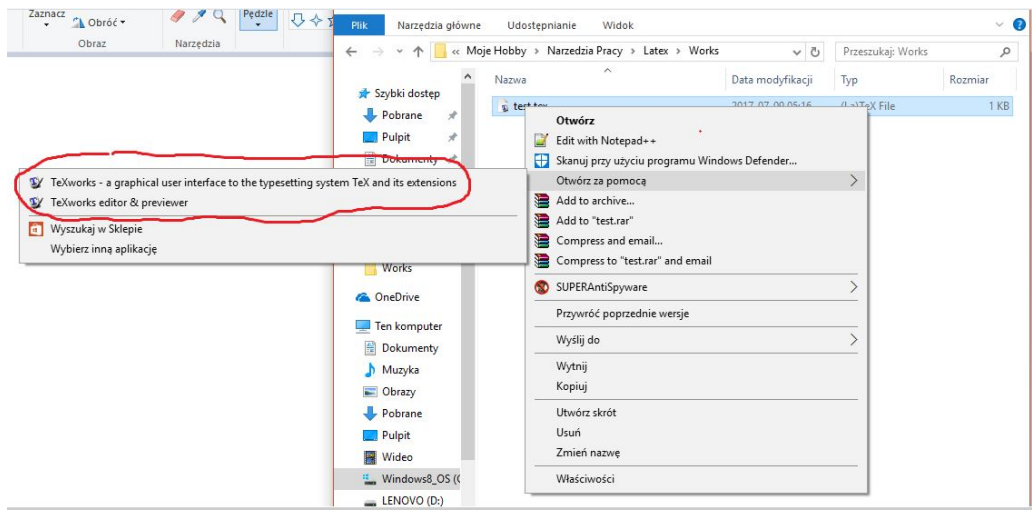 Zaznacz
Obróć
Pędzle
Obraz
Narzędzia
Plik
Narzędzia główne
Udostępnianie
Widok
« Moje Hobby > Narzedzia Pracy > Latex > Works
Przeszukaj: Works
Nazwa
Data modyfikacji
Typ
Rozmiar
test.tex
2017-07-09 05:16
(La)TeX File
1 KB
Szybki dostęp
Pobrane
Pulpit
Dokumenty
Works
OneDrive
Ten komputer
Dokumenty
Muzyka
Obrazy
Pobrane
Pulpit
Wideo
Windows8_OS (
LENOVO (D:)
Otwórz
Edit with Notepad++
Skanuj przy użyciu programu Windows Defender...
Otwórz za pomocą
Add to archive...
Add to "test.rar"
Compress and email...
Compress to "test.rar" and email
SUPERAntiSpyware
Przywróć poprzednie wersje
Wyślij do
Wytnij
Kopiuj
Utwórz skrót
Usuń
Zmień nazwę
Właściwości
TeXworks - a graphical user interface to the typesetting system TeX and its extensions
TeXworks editor & previewer
Wyszukaj w Sklepie
Wybierz inną aplikację